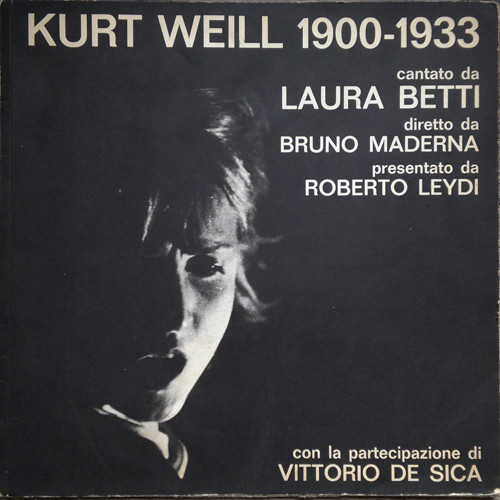 KURT WEILL 1900-1933
cantato da
LAURA BETTI
diretto da
BRUNO MADERNA
presentato da
ROBERTO LEYDI
con la partecipazione di
VITTORIO DE SICA